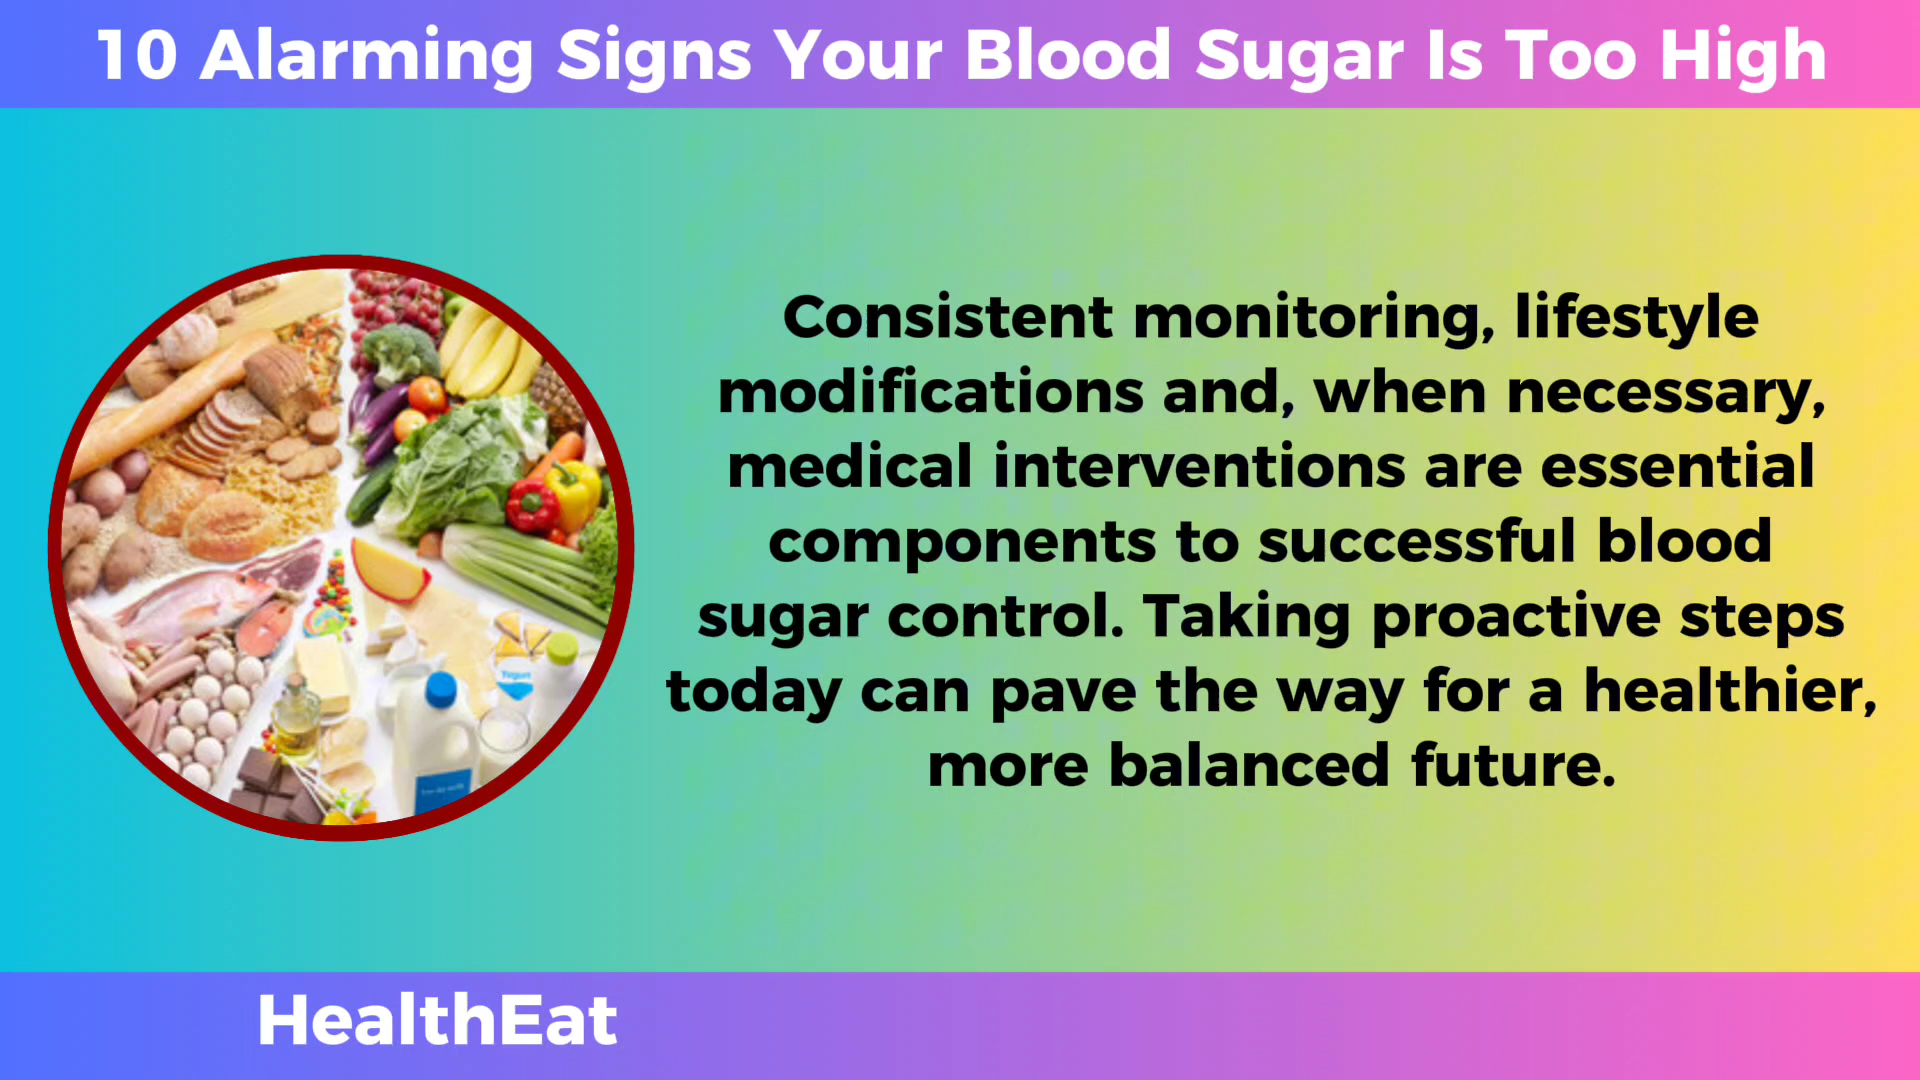 10 Alarming Signs Your Blood Sugar Is Too High
Consistent monitoring, lifestyle
modifications and, when necessary,
medical interventions are essential
components to successful blood
sugar control. Taking proactive steps
today can pave the way for a healthier,
more balanced future.
Yogurt
HealthEat